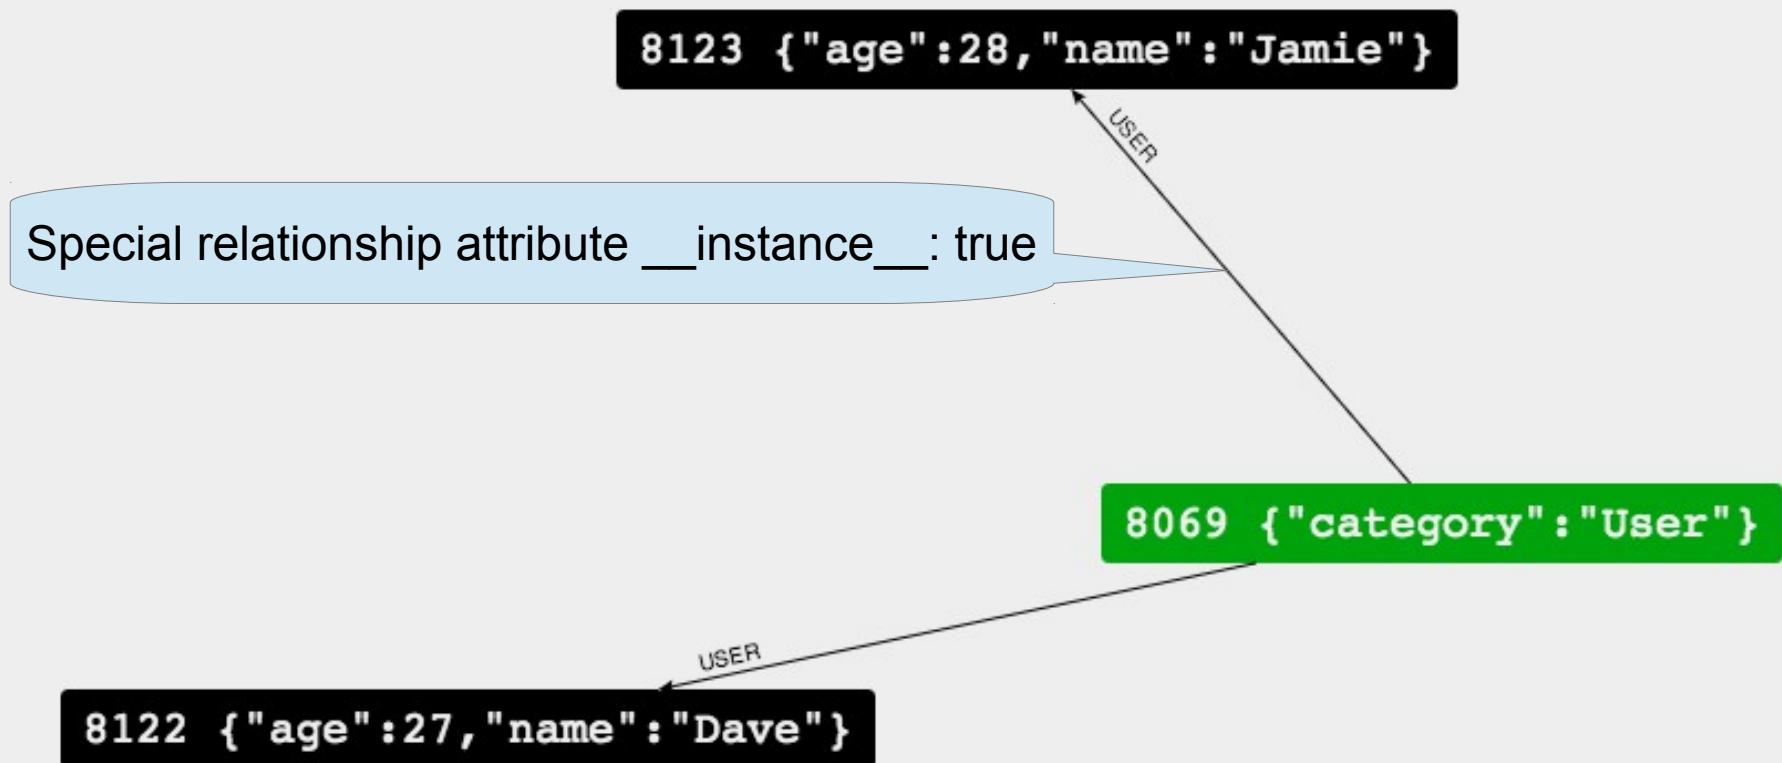 8123 {"age":28,"name":"Jamie"}
USER
Special relationship attribute __instance__: true
8069 {"category":"User"}
USER
8122 {"age":27,"name":"Dave"}